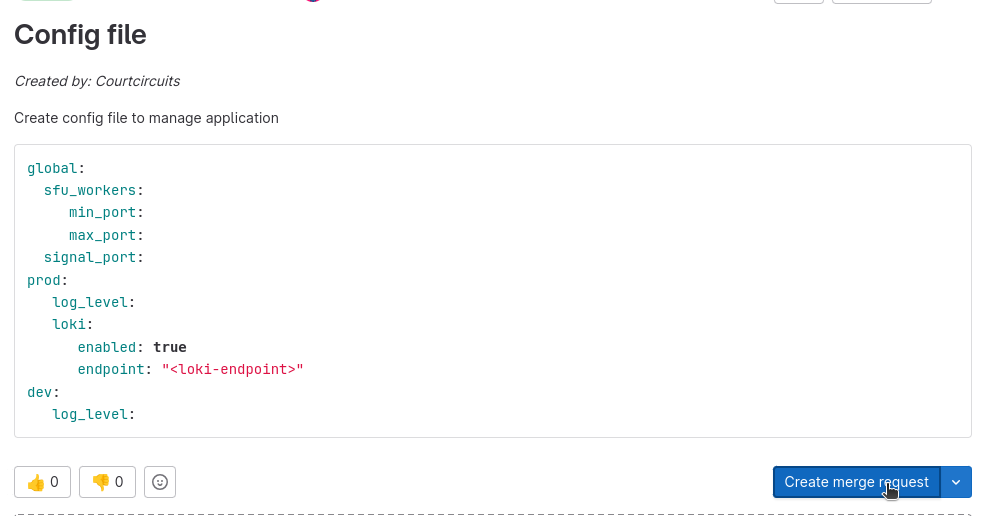 Config file
Created by: Courtcircuits
Create config file to manage application
global:
  sfu_workers:
     min_port:
     max_port:
  signal_port:
prod:
   log_level:
   loki:
      enabled: true
      endpoint: "<loki-endpoint>"
dev:
   log_level:
👍 0 👎 0 Create merge request